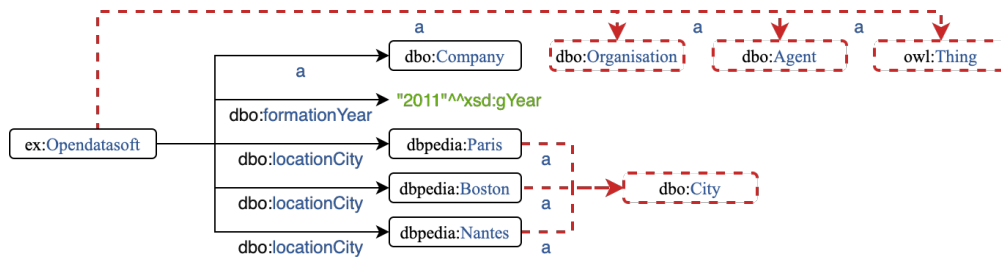 a a a
dbo:Company dbo:Organisation dbo:Agent owl:Thing
a
"2011"^^xsd:gYear
dbo:formationYear
ex:Opendatasoft dbpedia:Paris
dbo:locationCity a
dbpedia:Boston dbo:City
dbo:locationCity a
dbpedia:Nantes
dbo:locationCity a